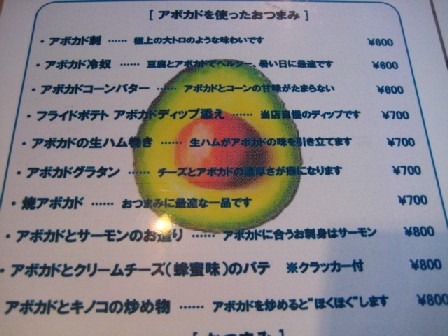 [ アボカドを使ったおつまみ ]
・アボカド刺 …… 極上の大トロのような味わいです ¥800
・アボカド冷奴 …… 豆腐とアボカドでヘルシー、暑い日に最適です ¥800
・アボカドコーンバター …… アボカドとコーンの甘味がたまらない ¥800
・フライドポテト アボカドディップ添え …… 当店自慢のディップです ¥700
・アボカドの生ハム巻き …… 生ハムがアボカドの味を引き立てます ¥700
・アボカドグラタン …… チーズとアボカドの濃厚さが癖になります ¥700
・焼アボカド …… おつまみに最適な一品です ¥700
・アボカドとサーモンのお造り …… アボカドに合うお刺身はサーモン ¥800
・アボカドとクリームチーズ(蜂蜜味)のパテ ※クラッカー付 ¥800
アボカドとキノコの炒め物 …… アボカドを炒めると"ほくほく"します ¥800